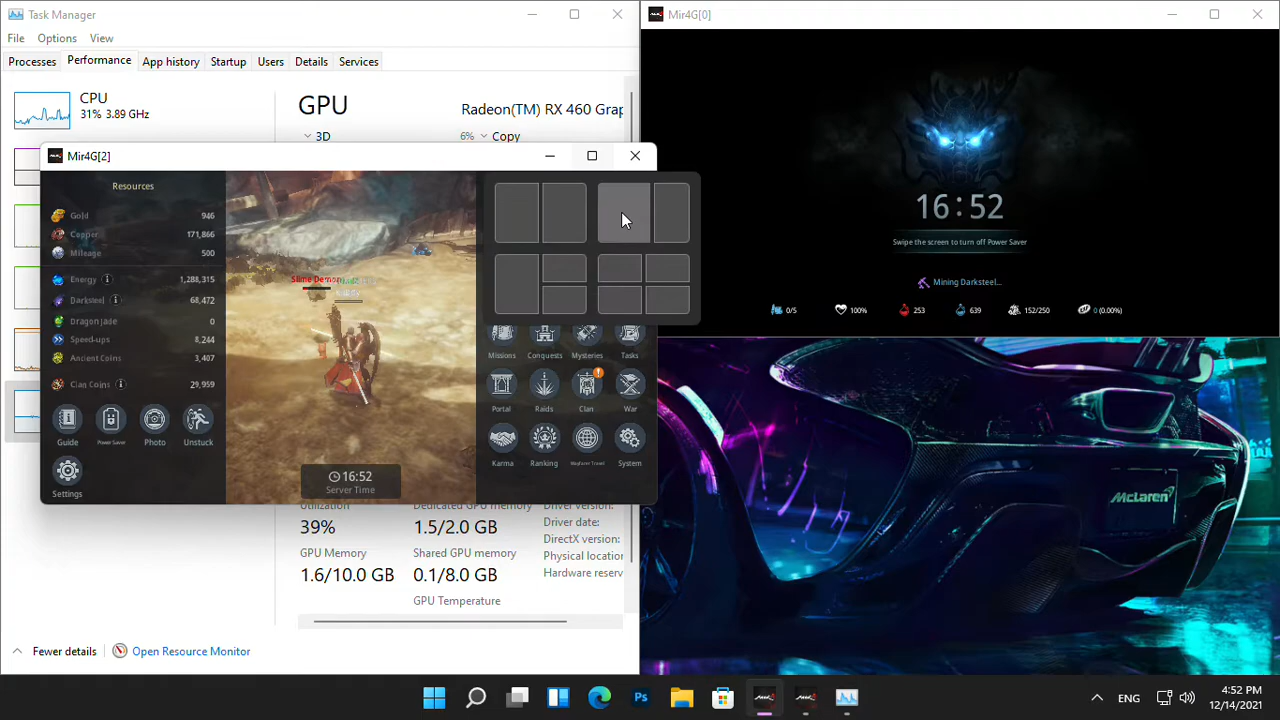 Task Manager
File Options View
Processes Performance App history Startup Users Details Services
CPU
31% 3.89 GHz
GPU Radeon(TM) RX 460 Grap
3D 6% Copy
Utilization Dedicated GPU memory Driver version:
39% 1.5/2.0 GB Driver date:
DirectX version:
GPU Memory Shared GPU memory Physical location
1.6/10.0 GB 0.1/8.0 GB Hardware reserv
GPU Temperature
Fewer details Open Resource Monitor
Mir4G[2]
Resources
Gold 946
Copper 171,866
Mileage 500
Energy 1,288,315
Darksteel 68,472
Dragon Jade 0
Speed-ups 8,244
Ancient Coins 3,407
Clan Coins 29,959
Guide Power Saver Photo Unstuck
Settings
Slime Demon
16:52
Server Time
Missions Conquests Mysteries Tasks
Portal Raids Clan War
Karma Ranking Wayfarer Travel System
Mir4G[0]
16:52
Swipe the screen to turn off Power Saver
Mining Darksteel...
0/5 100% 253 639 152/250 0 (0.00%)
McLaren
Ps
ENG
4:52 PM
12/14/2021